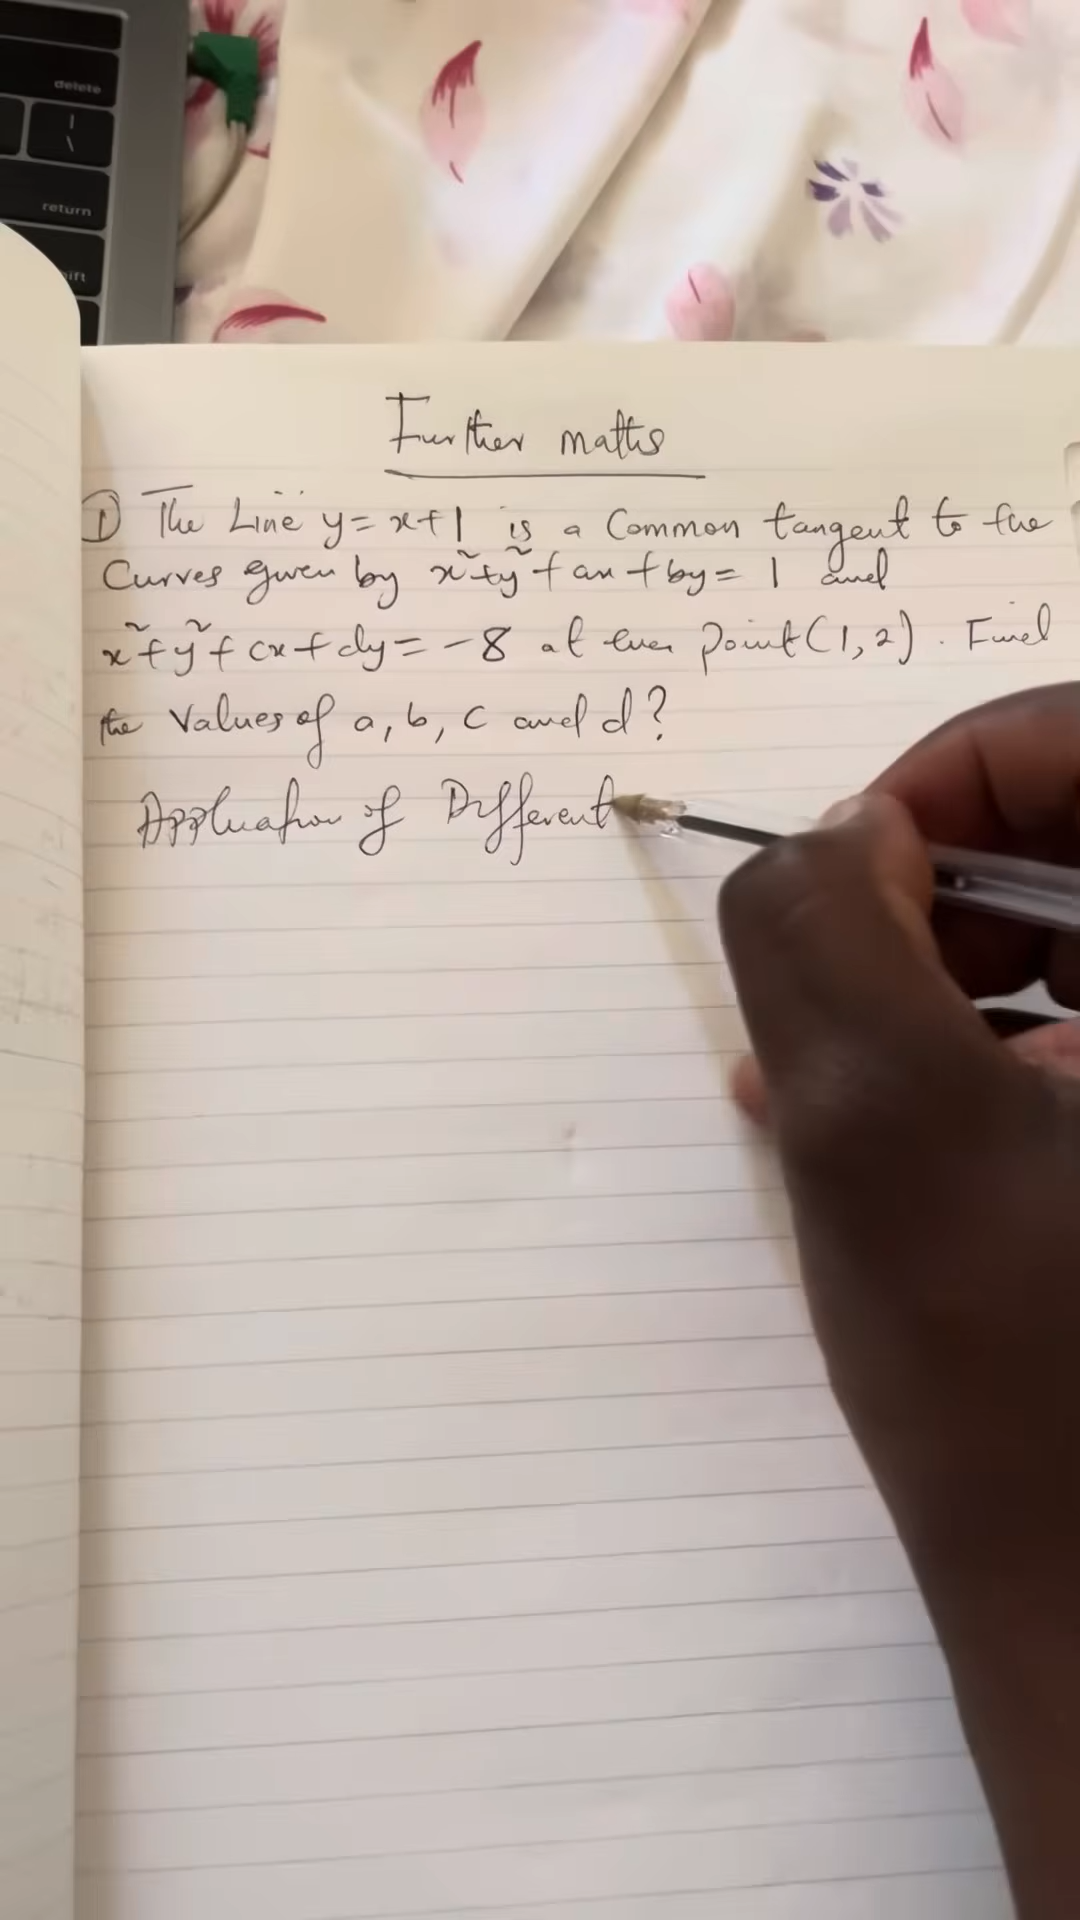 delete
|
\
return
Further maths
① The Line y = x+1 is a Common tangent to the
Curves given by x²+y²+ax+by = 1 and
x²+y²+cx+dy = -8 at point (1,2). Find
the Values of a, b, c and d?
Application of Different